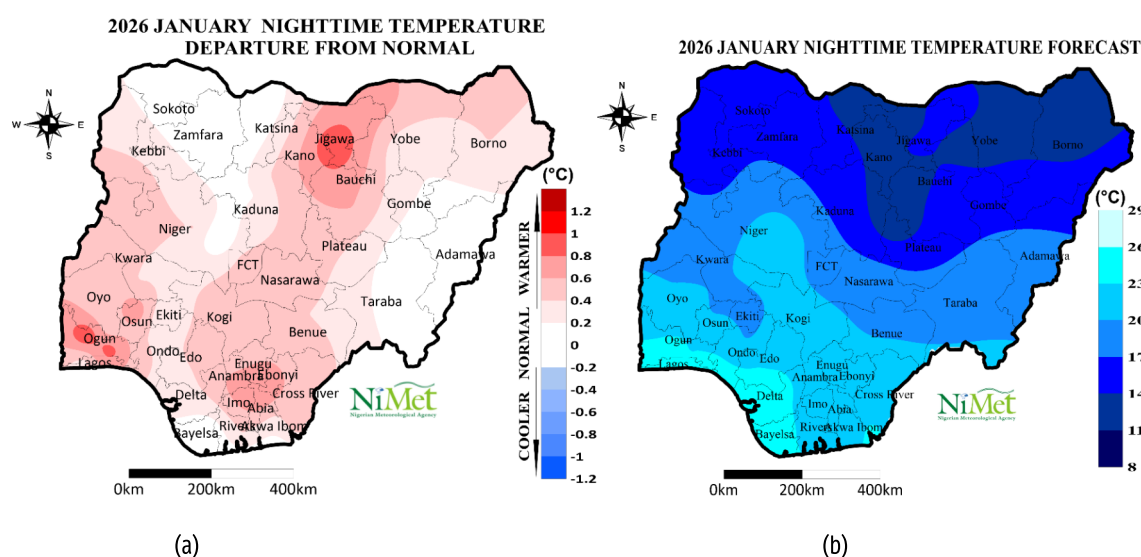 2026 JANUARY NIGHTTIME TEMPERATURE
DEPARTURE FROM NORMAL
N
W
E
S
Sokoto
Zamfara
Katsina
Jigawa
Yobe
Borno
Kebbi
Kano
Bauchi
Gombe
Kaduna
Niger
Plateau
Adamawa
Kwara
FCT
Nasarawa
Taraba
Oyo
Osun
Ekiti
Kogi
Benue
Ogun
Lagos
Ondo
Edo
Enugu
Anambra
Ebonyi
Delta
Imo
Abia
Cross River
Bayelsa
Rivers
Akwa Ibom
NiMet
Nigerian Meteorological Agency
0km
200km
400km
(°C)
1.2
1
0.8
0.6
0.4
0.2
0
-0.2
-0.4
-0.6
-0.8
-1
-1.2
COOLER NORMAL WARMER
(a)
2026 JANUARY NIGHTTIME TEMPERATURE FORECAST
N
E
S
Sokoto
Zamfara
Katsina
Jigawa
Yobe
Borno
Kebbi
Kano
Bauchi
Gombe
Kaduna
Niger
Plateau
Adamawa
Kwara
FCT
Nasarawa
Taraba
Oyo
Osun
Ekiti
Kogi
Benue
Ogun
Lagos
Ondo
Edo
Enugu
Anambra
Ebonyi
Delta
Imo
Abia
Cross River
Bayelsa
Rivers
Akwa Ibom
NiMet
Nigerian Meteorological Agency
0km
200km
400km
(°C)
29
26
23
20
17
14
11
8
(b)